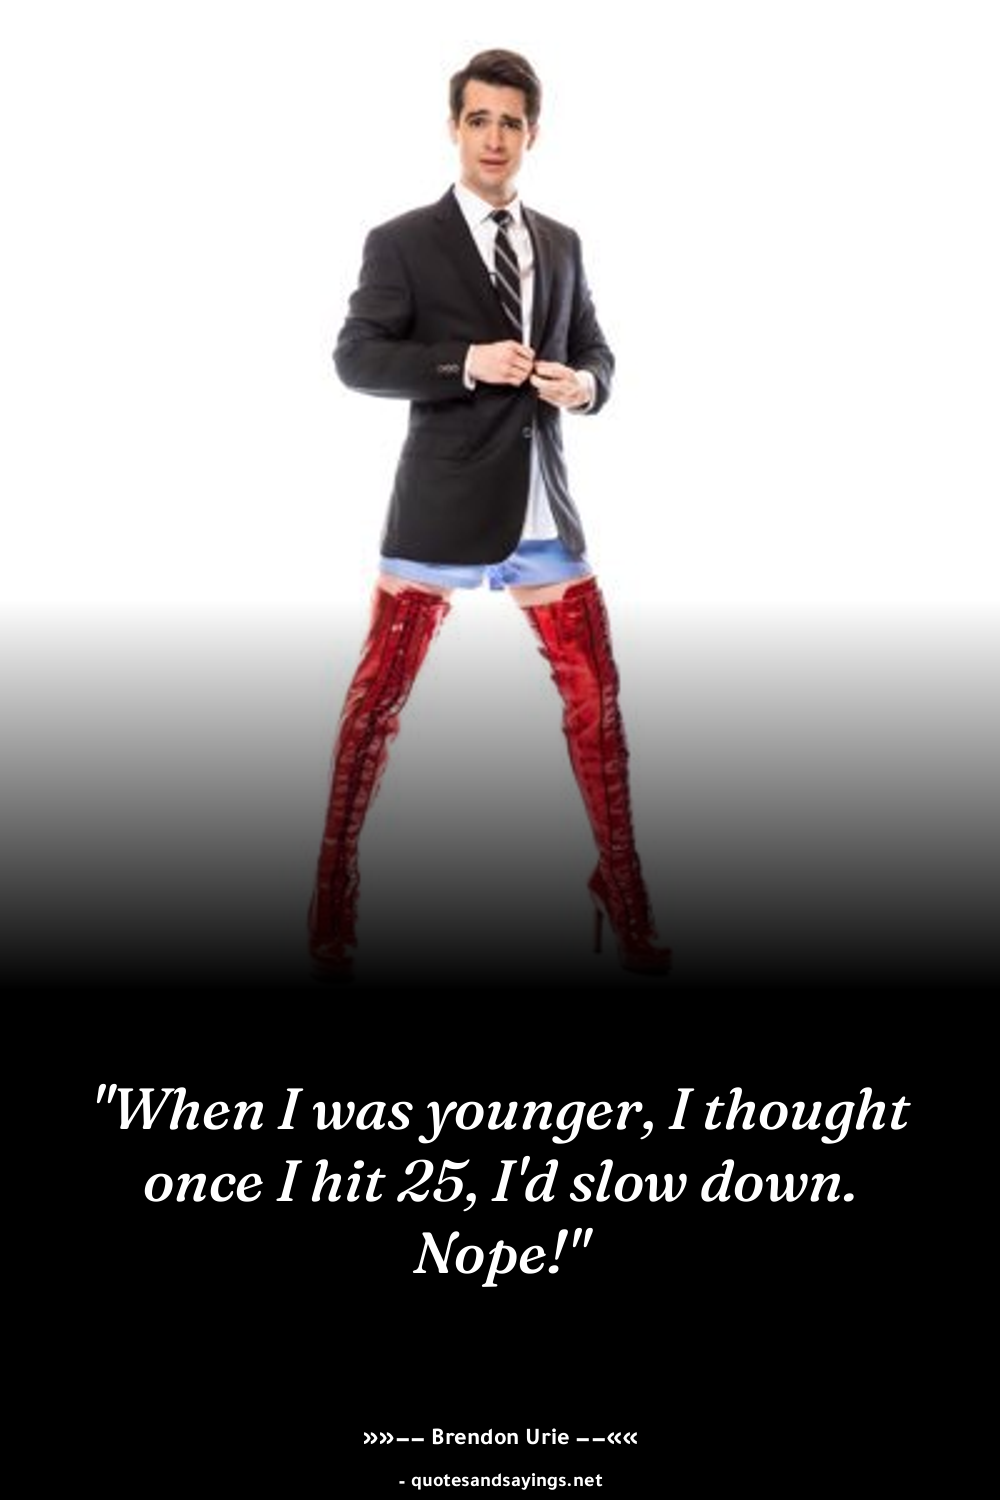 "When I was younger, I thought
once I hit 25, I'd slow down.
Nope!"
»»−− Brendon Urie −−««
- quotesandsayings.net